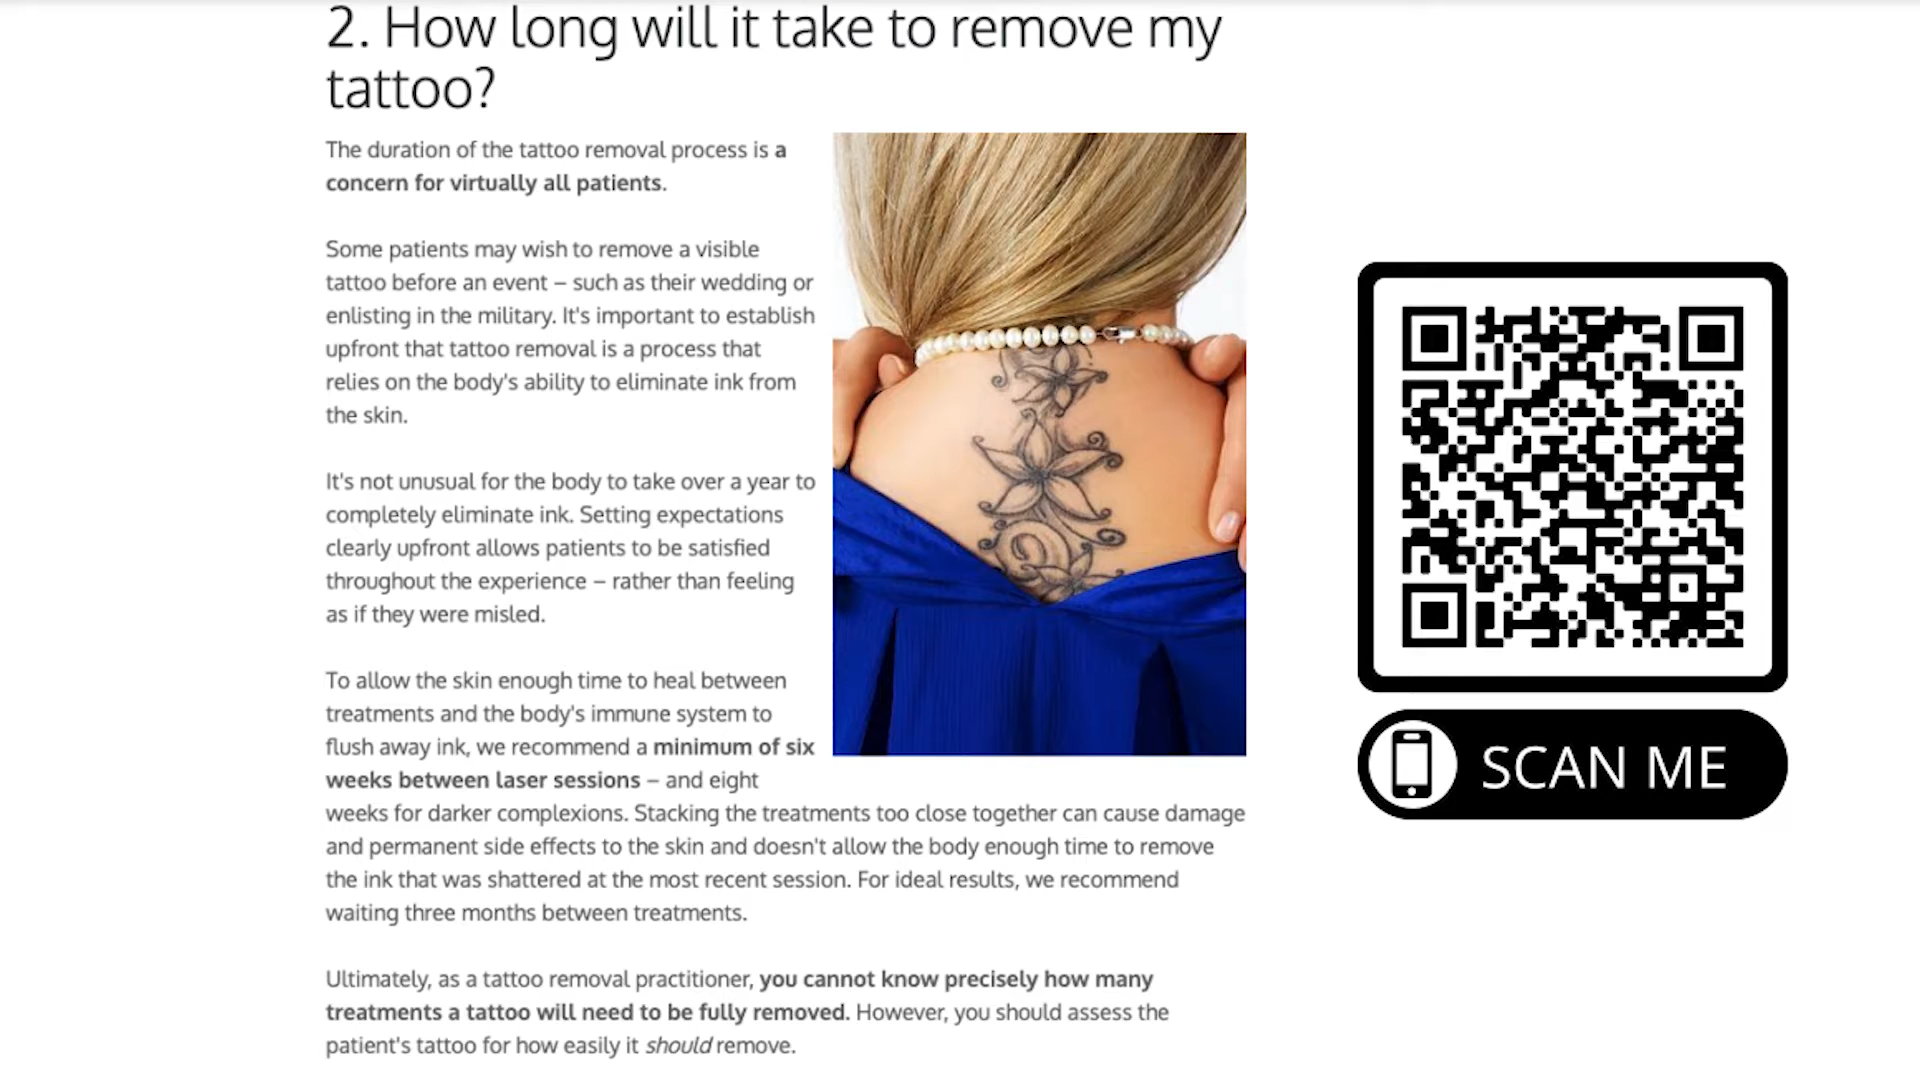 2. How long will it take to remove my
tattoo?
The duration of the tattoo removal process is a
concern for virtually all patients.
Some patients may wish to remove a visible
tattoo before an event – such as their wedding or
enlisting in the military. It's important to establish
upfront that tattoo removal is a process that
relies on the body's ability to eliminate ink from
the skin.
It's not unusual for the body to take over a year to
completely eliminate ink. Setting expectations
clearly upfront allows patients to be satisfied
throughout the experience – rather than feeling
as if they were misled.
To allow the skin enough time to heal between
treatments and the body's immune system to
flush away ink, we recommend a minimum of six
weeks between laser sessions – and eight
weeks for darker complexions. Stacking the treatments too close together can cause damage
and permanent side effects to the skin and doesn't allow the body enough time to remove
the ink that was shattered at the most recent session. For ideal results, we recommend
waiting three months between treatments.
Ultimately, as a tattoo removal practitioner, you cannot know precisely how many
treatments a tattoo will need to be fully removed. However, you should assess the
patient's tattoo for how easily it should remove.
SCAN ME